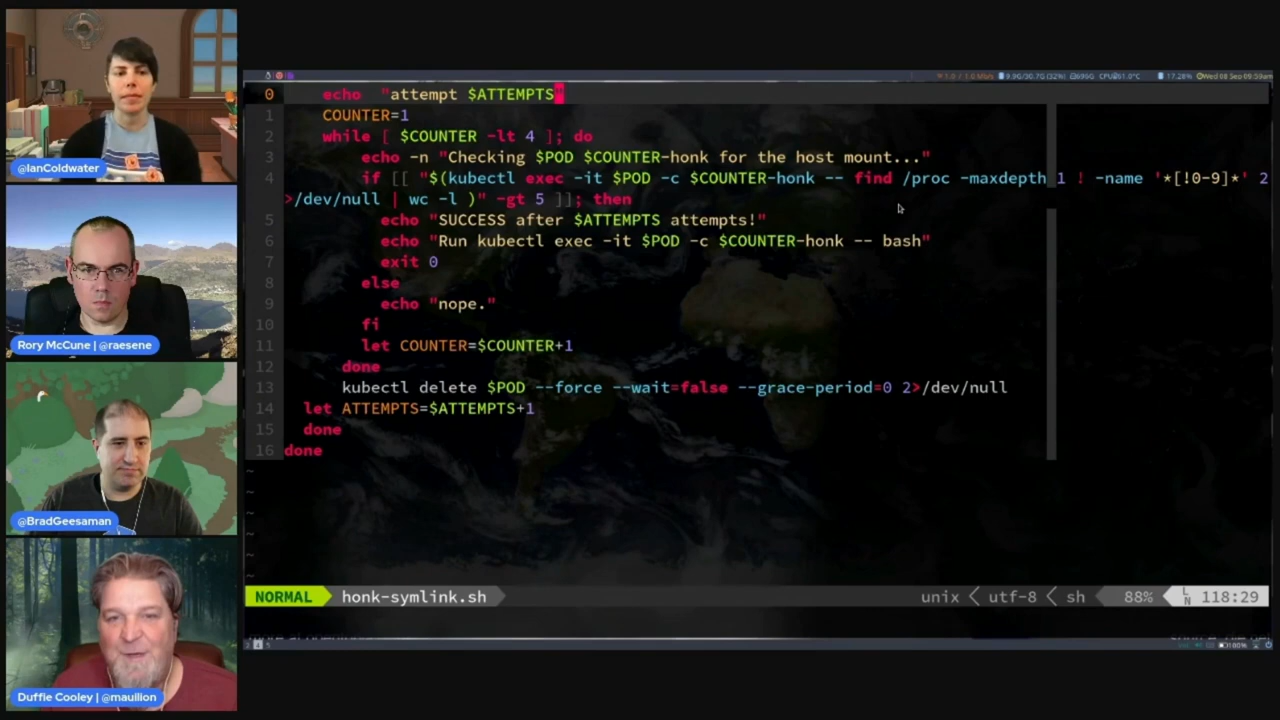 @IanColdwater
Rory McCune | @raesene
@BradGeesaman
Duffie Cooley | @mauilion
0 echo "attempt $ATTEMPTS"
1 COUNTER=1
2 while [ $COUNTER -lt 4 ]; do
3 echo -n "Checking $POD $COUNTER-honk for the host mount..."
4 if [[ "$(kubectl exec -it $POD -c $COUNTER-honk -- find /proc -maxdepth 1 ! -name '*[!0-9]*' 2
>/dev/null | wc -l )" -gt 5 ]]; then
5 echo "SUCCESS after $ATTEMPTS attempts!"
6 echo "Run kubectl exec -it $POD -c $COUNTER-honk -- bash"
7 exit 0
8 else
9 echo "nope."
10 fi
11 let COUNTER=$COUNTER+1
12 done
13 kubectl delete $POD --force --wait=false --grace-period=0 2>/dev/null
14 let ATTEMPTS=$ATTEMPTS+1
15 done
16 done
~
~
~
~
~
~
NORMAL honk-symlink.sh unix < utf-8 < sh 88% LN 118:29